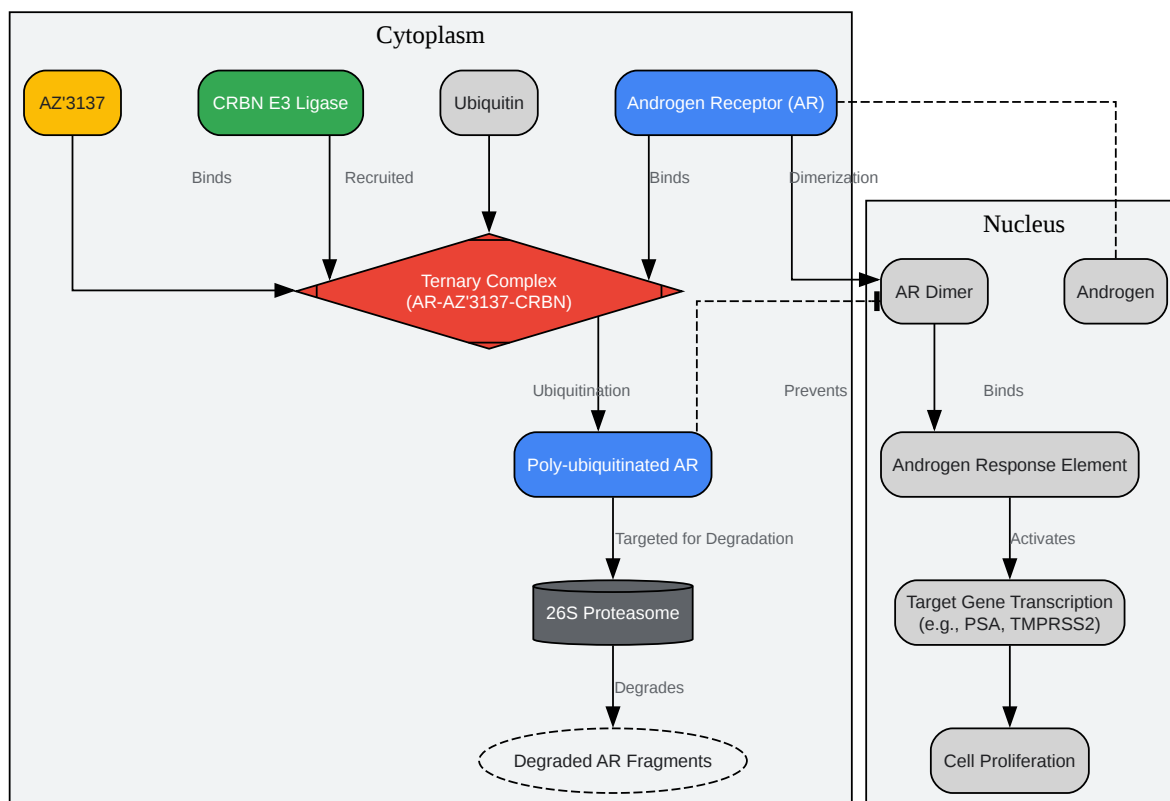 Cytoplasm
AZ'3137
CRBN E3 Ligase
Ubiquitin
Androgen Receptor (AR)
Binds
Recruited
Binds
Dimerization
Nucleus
Ternary Complex
(AR-AZ'3137-CRBN)
AR Dimer
Androgen
Ubiquitination
Prevents
Binds
Poly-ubiquitinated AR
Androgen Response Element
Targeted for Degradation
Activates
26S Proteasome
Target Gene Transcription
(e.g., PSA, TMPRSS2)
Degrades
Degraded AR Fragments
Cell Proliferation